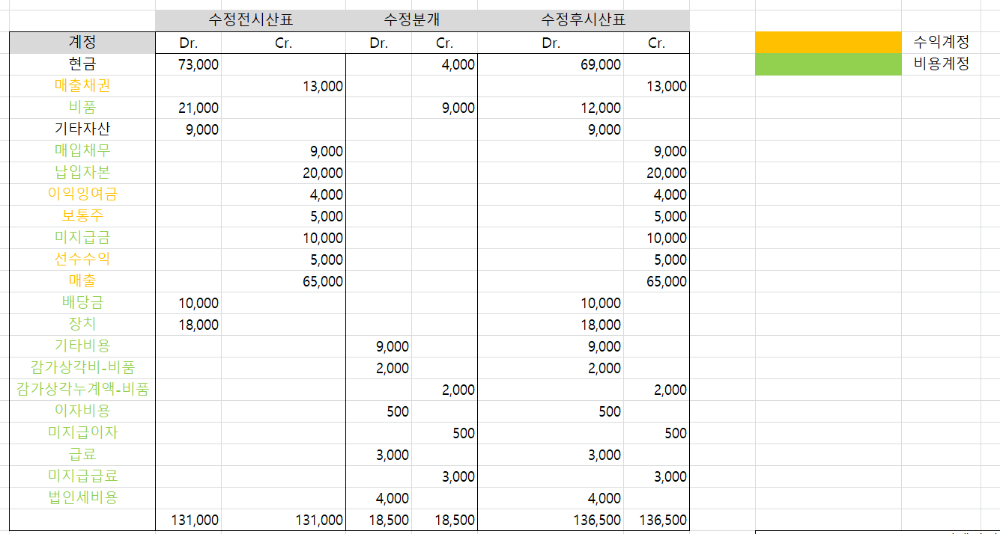 수정전시산표 수정분개 수정후시산표
계정 Dr. Cr. Dr. Cr. Dr. Cr. 수익계정
현금 73,000 4,000 69,000 비용계정
매출채권 13,000 13,000
비품 21,000 9,000 12,000
기타자산 9,000 9,000
매입채무 9,000 9,000
납입자본 20,000 20,000
이익잉여금 4,000 4,000
보통주 5,000 5,000
미지급금 10,000 10,000
선수수익 5,000 5,000
매출 65,000 65,000
배당금 10,000 10,000
장치 18,000 18,000
기타비용 9,000 9,000
감가상각비-비품 2,000 2,000
감가상각누계액-비품 2,000 2,000
이자비용 500 500
미지급이자 500 500
급료 3,000 3,000
미지급급료 3,000 3,000
법인세비용 4,000 4,000
131,000 131,000 18,500 18,500 136,500 136,500